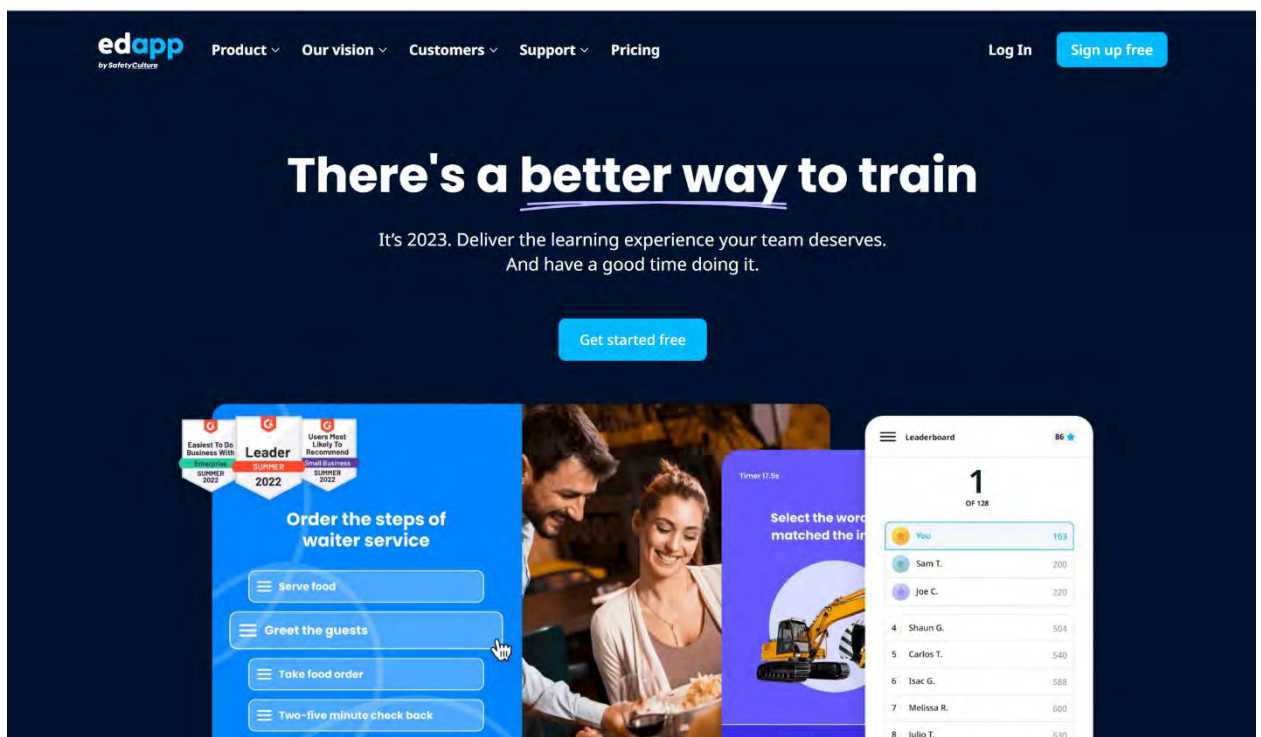 edapp
by SafetyCulture
Product
Our vision
Customers
Support
Pricing
Log In
Sign up free
There's a better way to train
It's 2023. Deliver the learning experience your team deserves.
And have a good time doing it.
Get started free
Easiest To Do
Business With
Enterprise
SUMMER
2022
Leader
SUMMER
2022
Users Most
Likely To
Recommend
Small Business
SUMMER
2022
Order the steps of
waiter service
Serve food
Greet the guests
Take food order
Two-five minute check back
Timer 17.5s
Select the word
matched the
Leaderboard
86
1
OF 128
You 103
Sam T. 200
Joe C. 220
4 Shaun G. 504
5 Carlos T. 540
6 Isac G. 588
7 Melissa R. 600
8 Julio T. 630